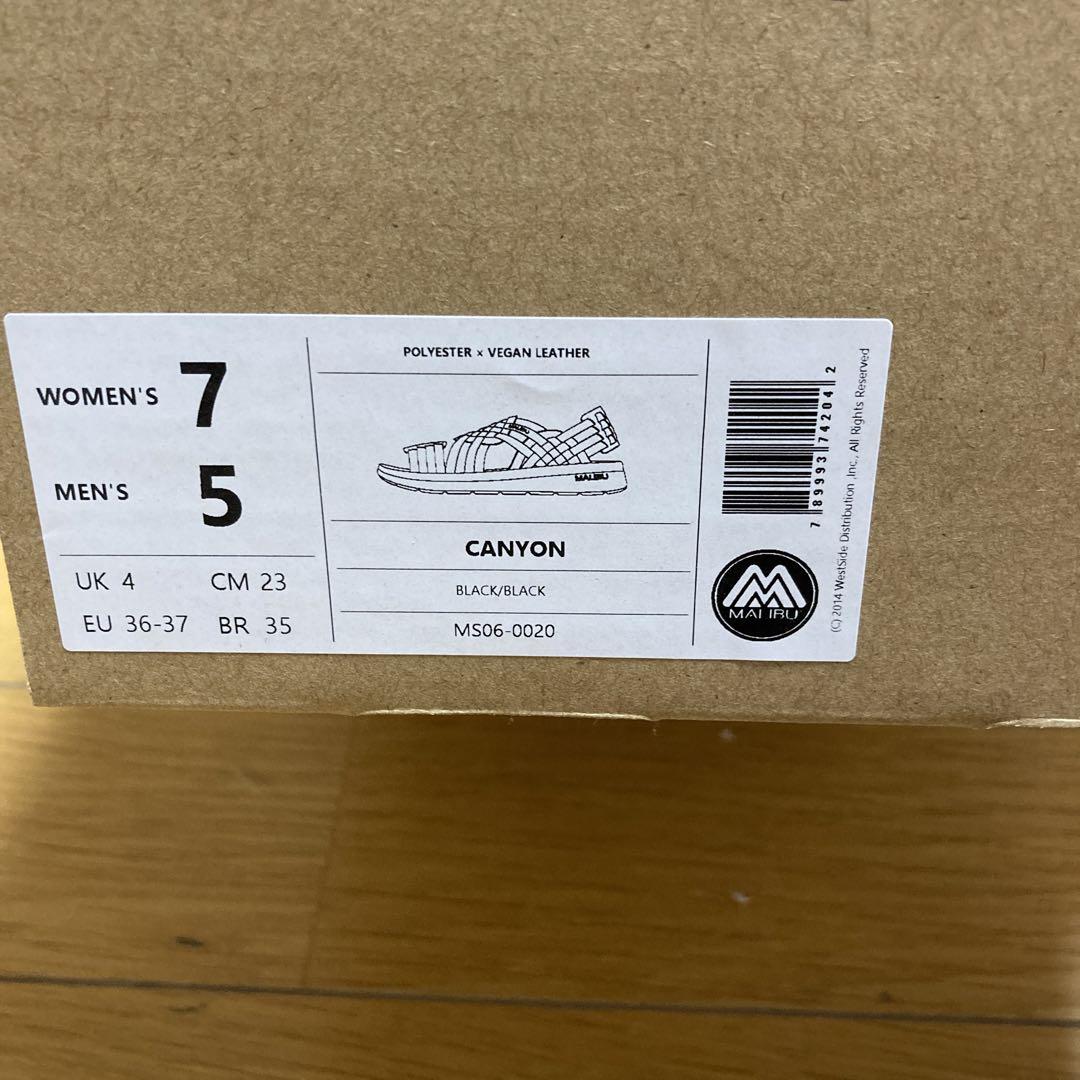 WOMEN'S 7
MEN'S 5
UK 4 CM 23
EU 36-37 BR 35
POLYESTER × VEGAN LEATHER
MALIBU
MALIBU
CANYON
BLACK/BLACK
MS06-0020
7 89993 74204 2
MALIBU
(C) 2014 WestSide Distribution ,Inc., All Rights Reserved